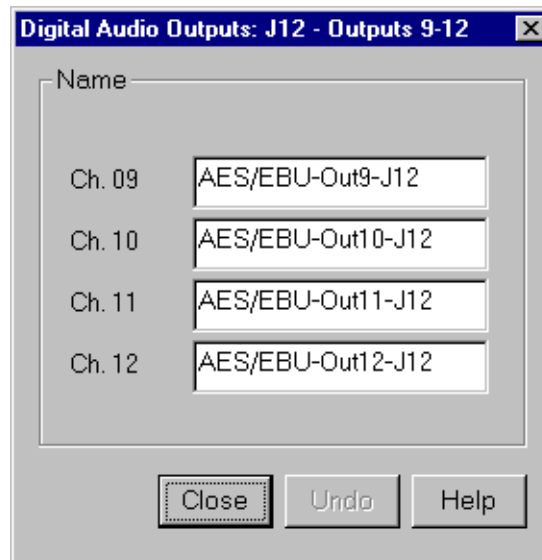 Digital Audio Outputs: J12 - Outputs 9-12
Name
Ch. 09 AES/EBU-Out9-J12
Ch. 10 AES/EBU-Out10-J12
Ch. 11 AES/EBU-Out11-J12
Ch. 12 AES/EBU-Out12-J12
Close Undo Help